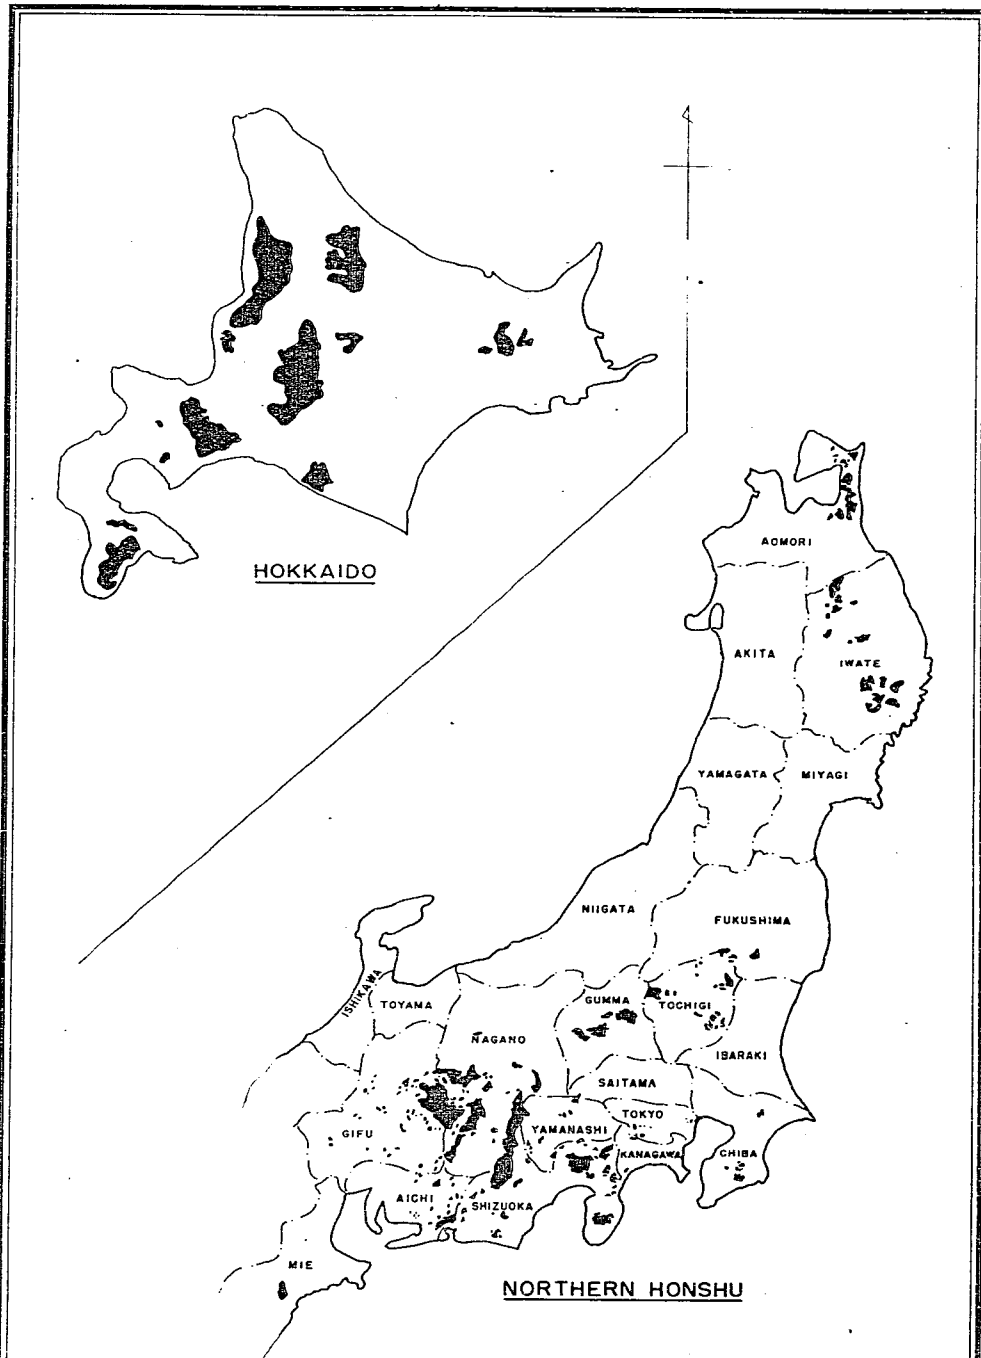 HOKKAIDO
AOMORI
AKITA
IWATE
YAMAGATA
MIYAGI
NIIGATA
FUKUSHIMA
ISHIKAWA
TOYAMA
GUMMA
TOCHIGI
NAGANO
IBARAKI
SAITAMA
TOKYO
GIFU
YAMANASHI
KANAGAWA
CHIBA
AICHI
SHIZUOKA
MIE
NORTHERN HONSHU